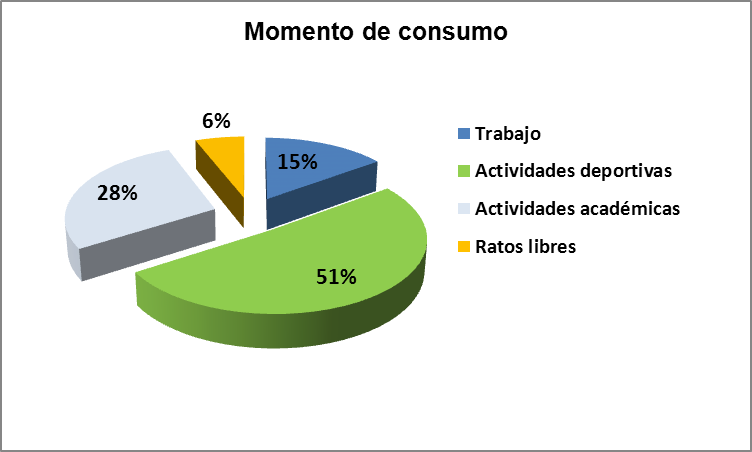 Momento de consumo
6%
15%
28%
51%
Trabajo
Actividades deportivas
Actividades académicas
Ratos libres